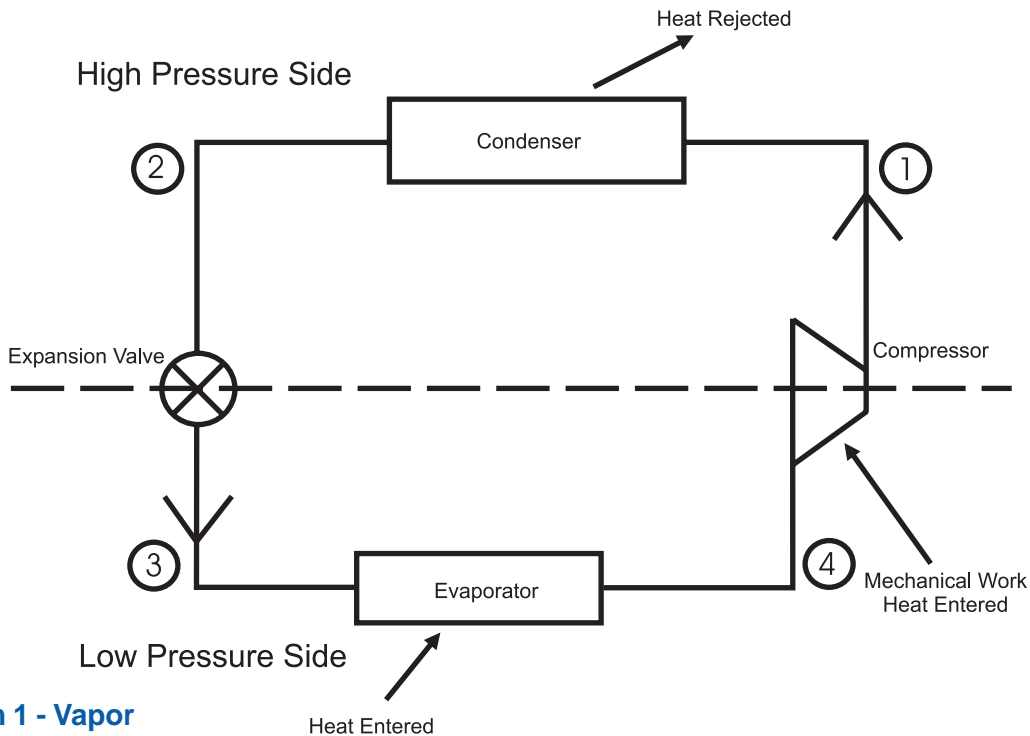 Heat Rejected
High Pressure Side
Condenser
2
1
Expansion Valve
Compressor
3
4
Evaporator
Mechanical Work
Heat Entered
Low Pressure Side
1 - Vapor
Heat Entered